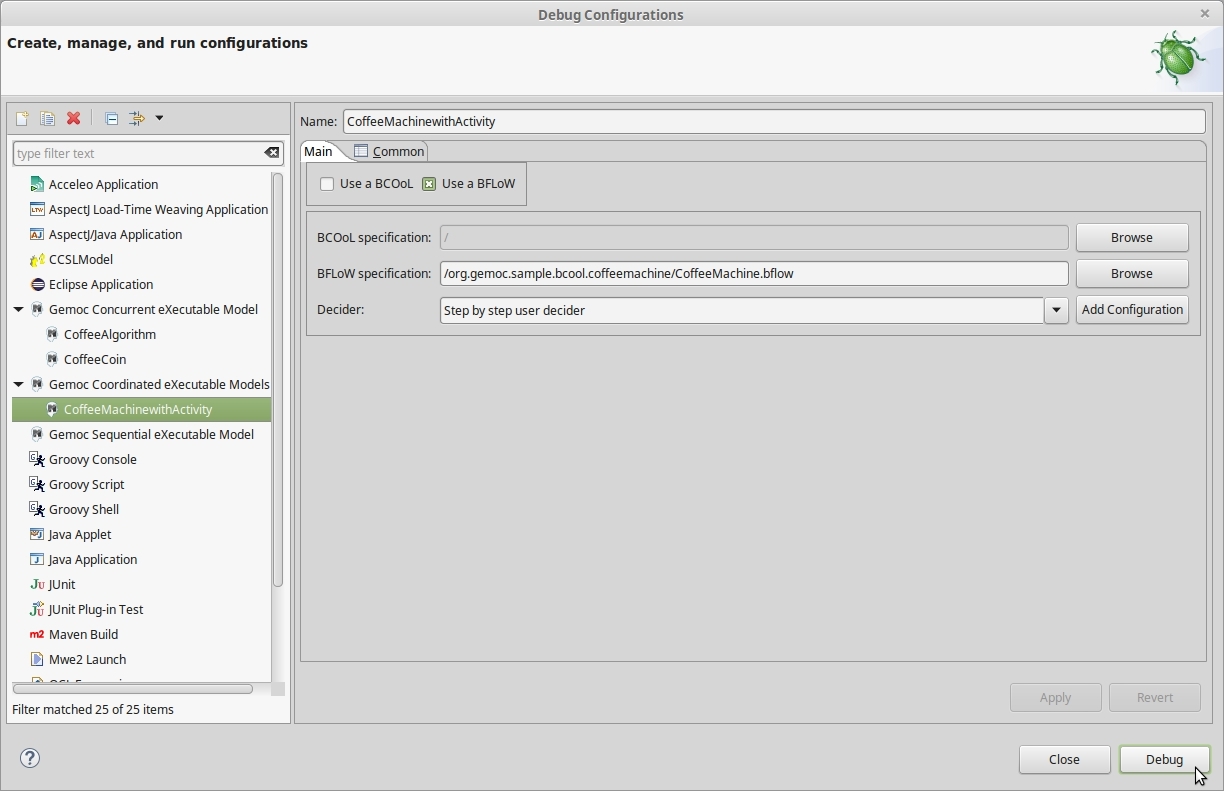 Debug Configurations
Create, manage, and run configurations
type filter text
Acceleo Application
AspectJ Load-Time Weaving Application
AspectJ/Java Application
CCSLModel
Eclipse Application
Gemoc Concurrent eXecutable Model
CoffeeAlgorithm
CoffeeCoin
Gemoc Coordinated eXecutable Models
CoffeeMachinewithActivity
Gemoc Sequential eXecutable Model
Groovy Console
Groovy Script
Groovy Shell
Java Applet
Java Application
JUnit
JUnit Plug-in Test
Maven Build
Mwe2 Launch
Filter matched 25 of 25 items
Name: CoffeeMachinewithActivity
Main Common
Use a BCOoL Use a BFLoW
BCOoL specification: / Browse
BFLoW specification: /org.gemoc.sample.bcool.coffeemachine/CoffeeMachine.bflow Browse
Decider: Step by step user decider Add Configuration
Apply Revert
Close Debug